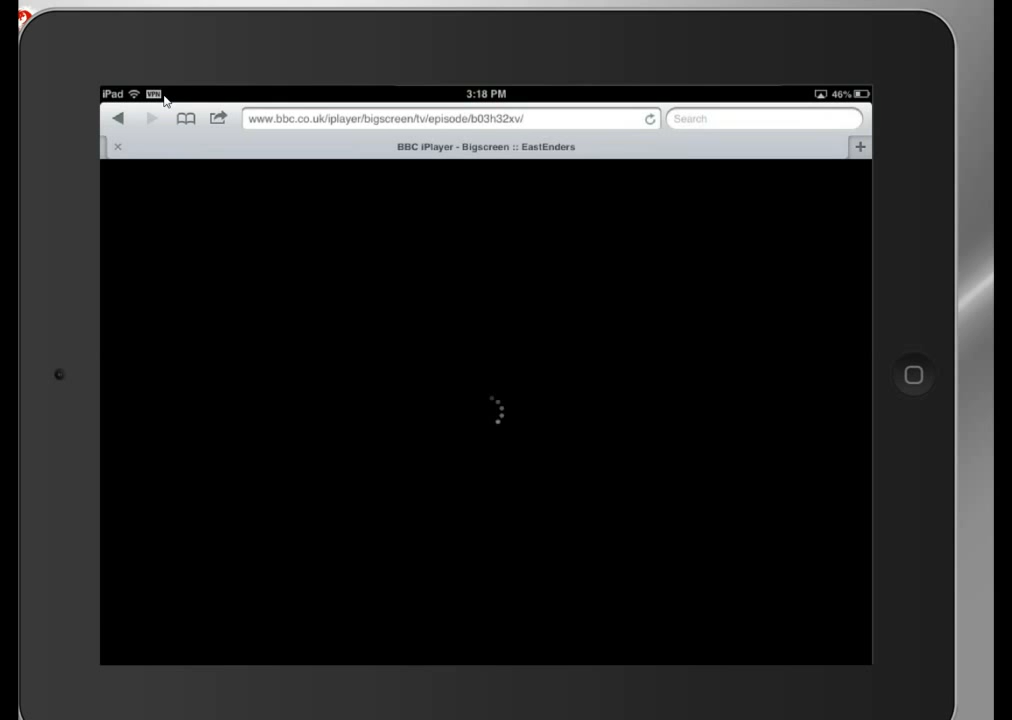 iPad VPN 3:18 PM 46%
www.bbc.co.uk/iplayer/bigscreen/tv/episode/b03h32xv/ Search
BBC iPlayer - Bigscreen :: EastEnders